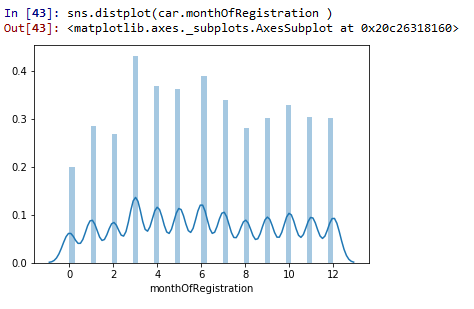 In [43]: sns.distplot(car.monthOfRegistration )
Out[43]: <matplotlib.axes._subplots.AxesSubplot at 0x20c26318160>
0.4
0.3
0.2
0.1
0.0
0 2 4 6 8 10 12
monthOfRegistration